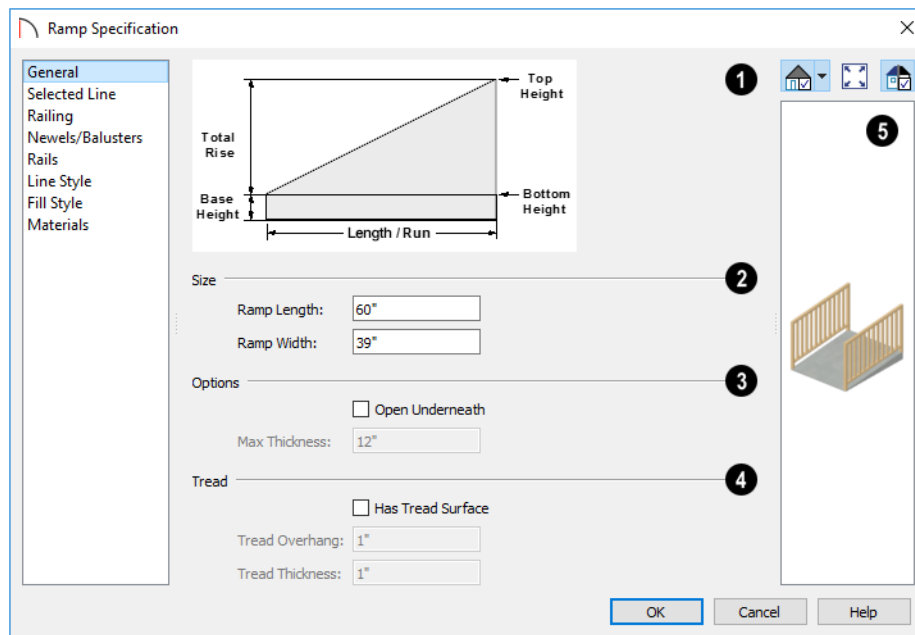 Ramp Specification
General
Selected Line
Railing
Newels/Balusters
Rails
Line Style
Fill Style
Materials
Top
Height
Total
Rise
Base
Height
Bottom
Height
Length / Run
1
5
Size
2
Ramp Length: 60"
Ramp Width: 39"
Options
3
Open Underneath
Max Thickness: 12"
Tread
4
Has Tread Surface
Tread Overhang: 1"
Tread Thickness: 1"
OK Cancel Help